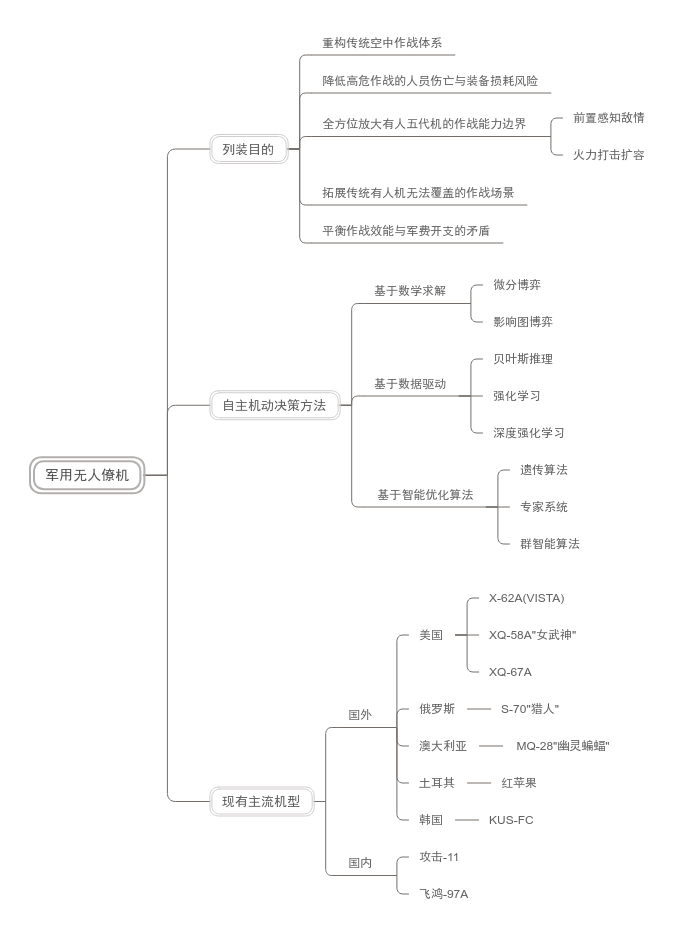 军用无人僚机
列装目的
重构传统空中作战体系
降低高危作战的人员伤亡与装备损耗风险
全方位放大有人五代机的作战能力边界
前置感知敌情
火力打击扩容
拓展传统有人机无法覆盖的作战场景
平衡作战效能与军费开支的矛盾
自主机动决策方法
基于数学求解
微分博弈
影响图博弈
基于数据驱动
贝叶斯推理
强化学习
深度强化学习
基于智能优化算法
遗传算法
专家系统
群智能算法
现有主流机型
国外
美国
X-62A(VISTA)
XQ-58A"女武神"
XQ-67A
俄罗斯
S-70"猎人"
澳大利亚
MQ-28"幽灵蝙蝠"
土耳其
红苹果
韩国
KUS-FC
国内
攻击-11
飞鸿-97A